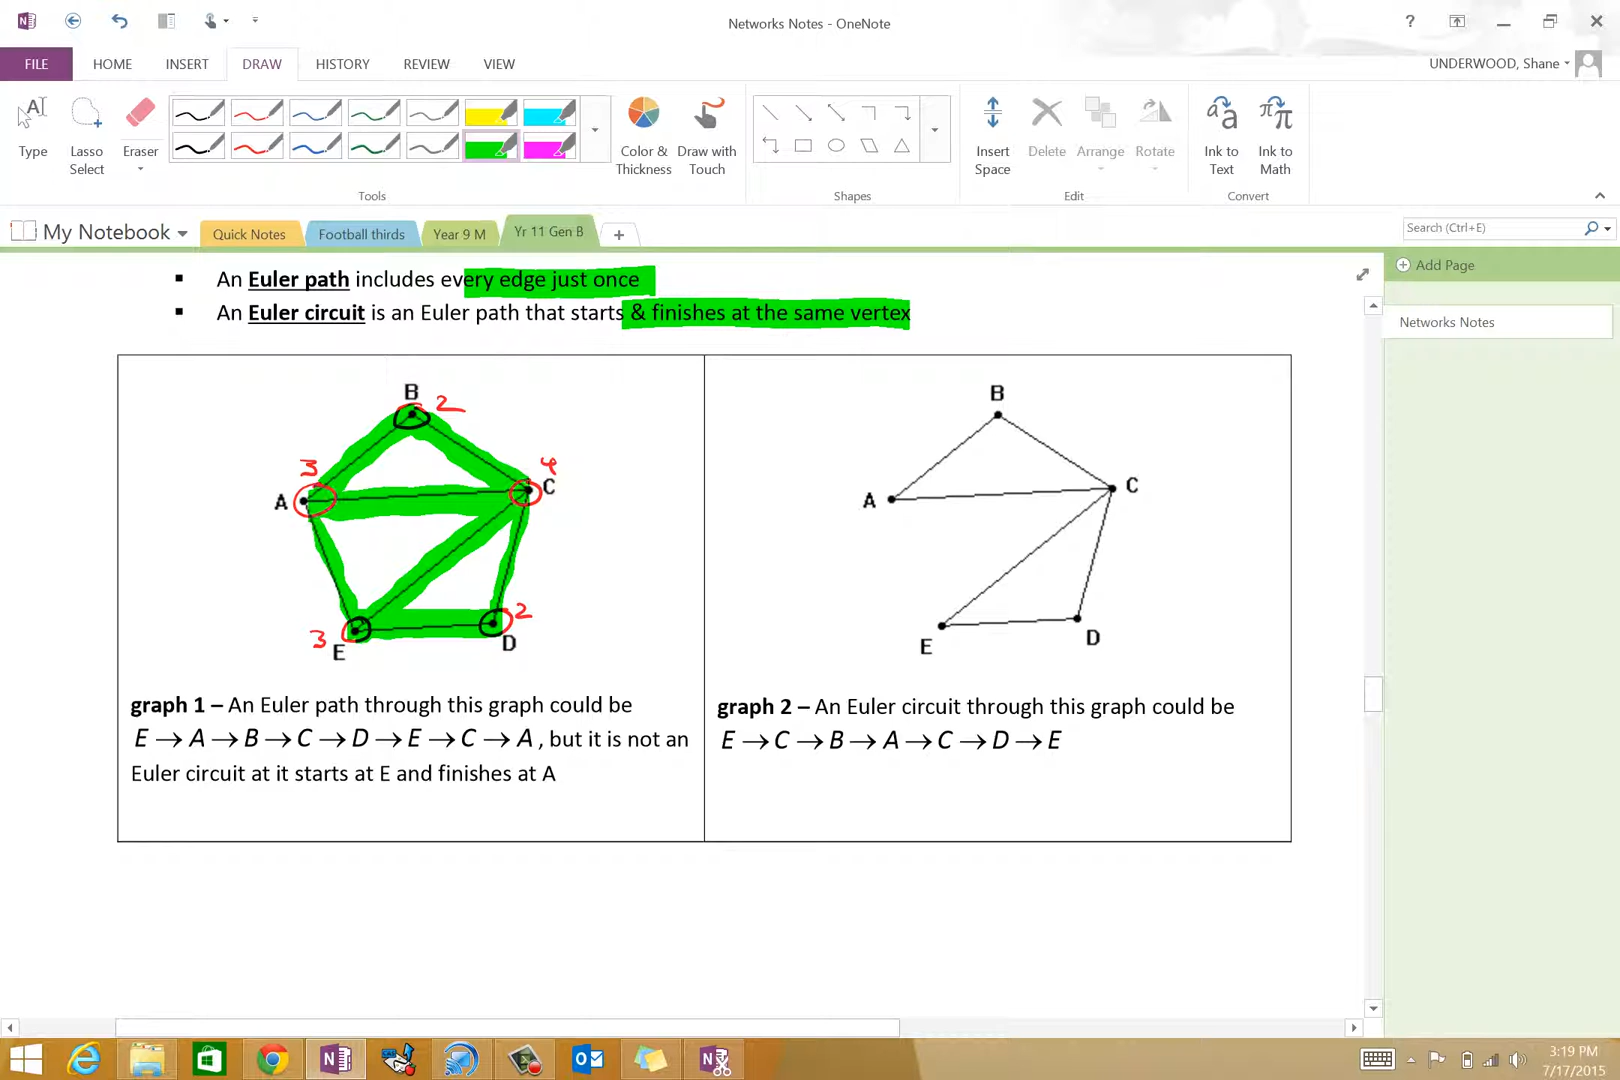 Networks Notes - OneNote
?
FILE HOME INSERT DRAW HISTORY REVIEW VIEW
UNDERWOOD, Shane
Type
Lasso Select
Eraser
Color & Thickness
Draw with Touch
Insert Space
Delete
Arrange
Rotate
Ink to Text
Ink to Math
Tools
Shapes
Edit
Convert
My Notebook
Quick Notes
Football thirds
Year 9 M
Yr 11 Gen B
Search (Ctrl+E)
Add Page
Networks Notes
▪ An Euler path includes every edge just once
▪ An Euler circuit is an Euler path that starts & finishes at the same vertex
B 2
3 4
A C
2
3 E D
graph 1 – An Euler path through this graph could be
E → A → B → C → D → E → C → A , but it is not an
Euler circuit at it starts at E and finishes at A
B
A C
E D
graph 2 – An Euler circuit through this graph could be
E → C → B → A → C → D → E
3:19 PM
7/17/2015